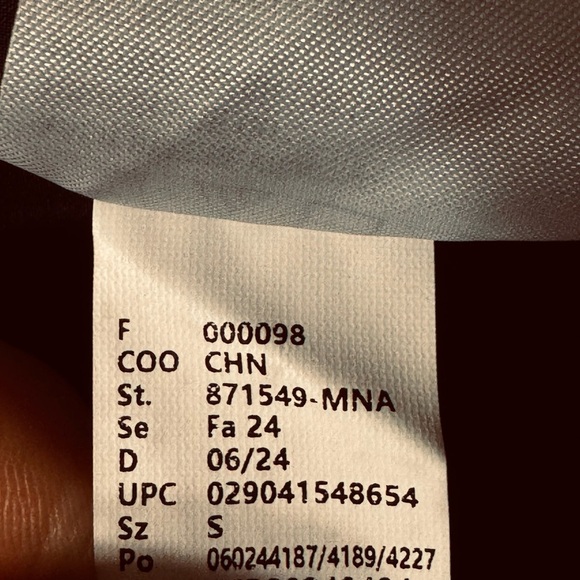 F 000098
COO CHN
St. 871549-MNA
Se Fa 24
D 06/24
UPC 029041548654
Sz S
Po 060244187/4189/4227